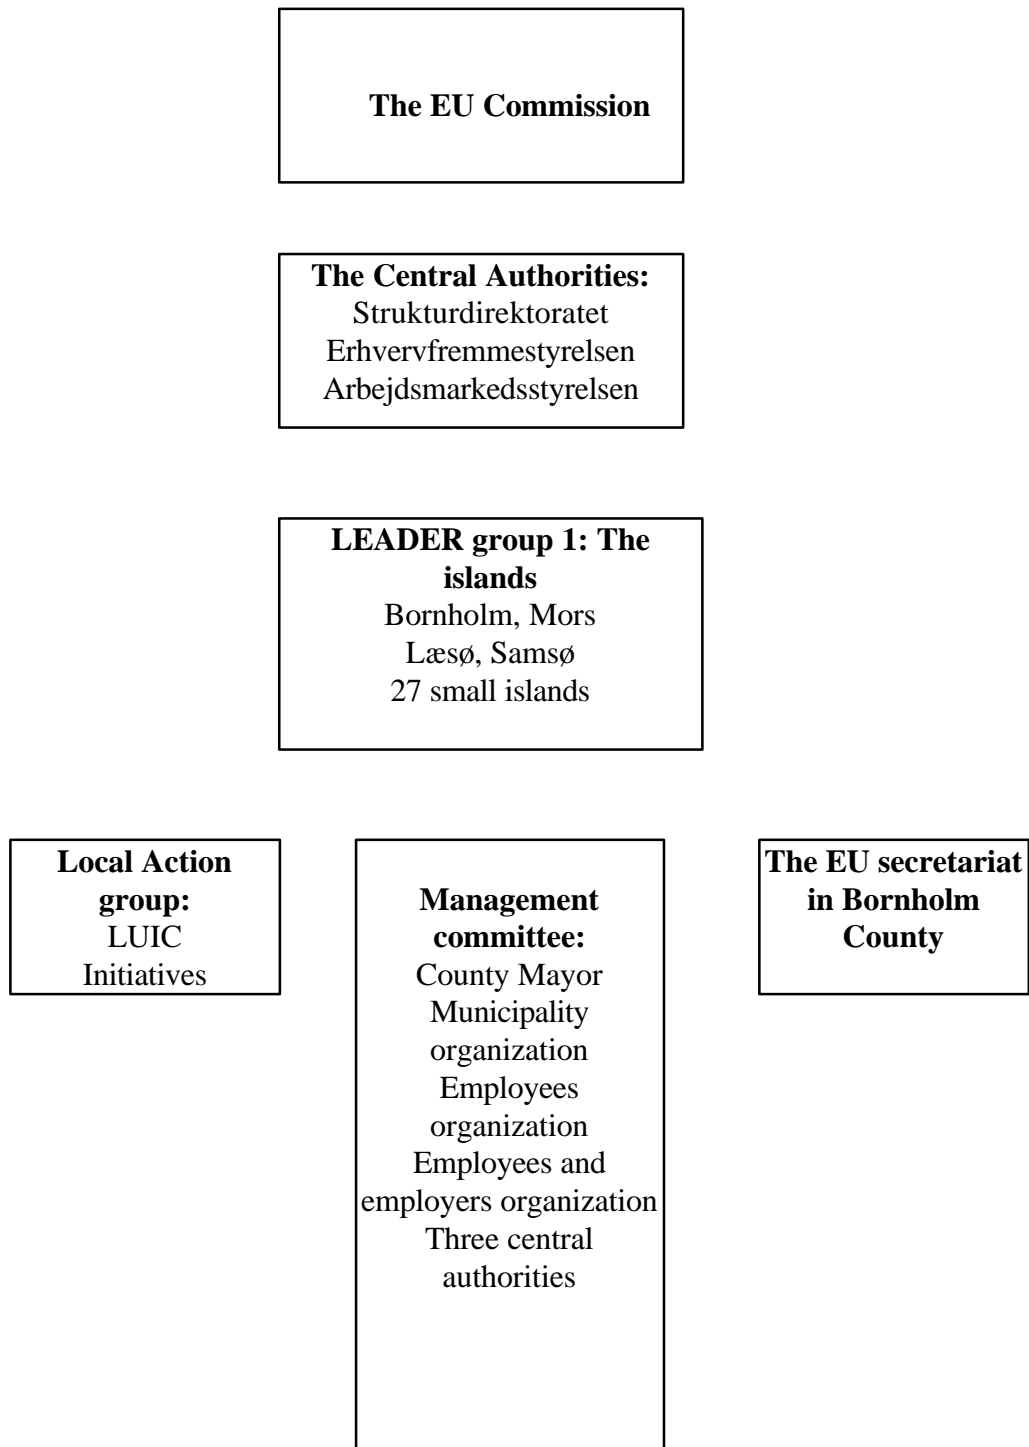 The EU Commission
The Central Authorities:
Strukturdirektoratet
Erhvervfremmestyrelsen
Arbejdsmarkedsstyrelsen
LEADER group 1: The
islands
Bornholm, Mors
Læsø, Samsø
27 small islands
Local Action
group:
LUIC
Initiatives
Management
committee:
County Mayor
Municipality
organization
Employees
organization
Employees and
employers organization
Three central
authorities
The EU secretariat
in Bornholm
County